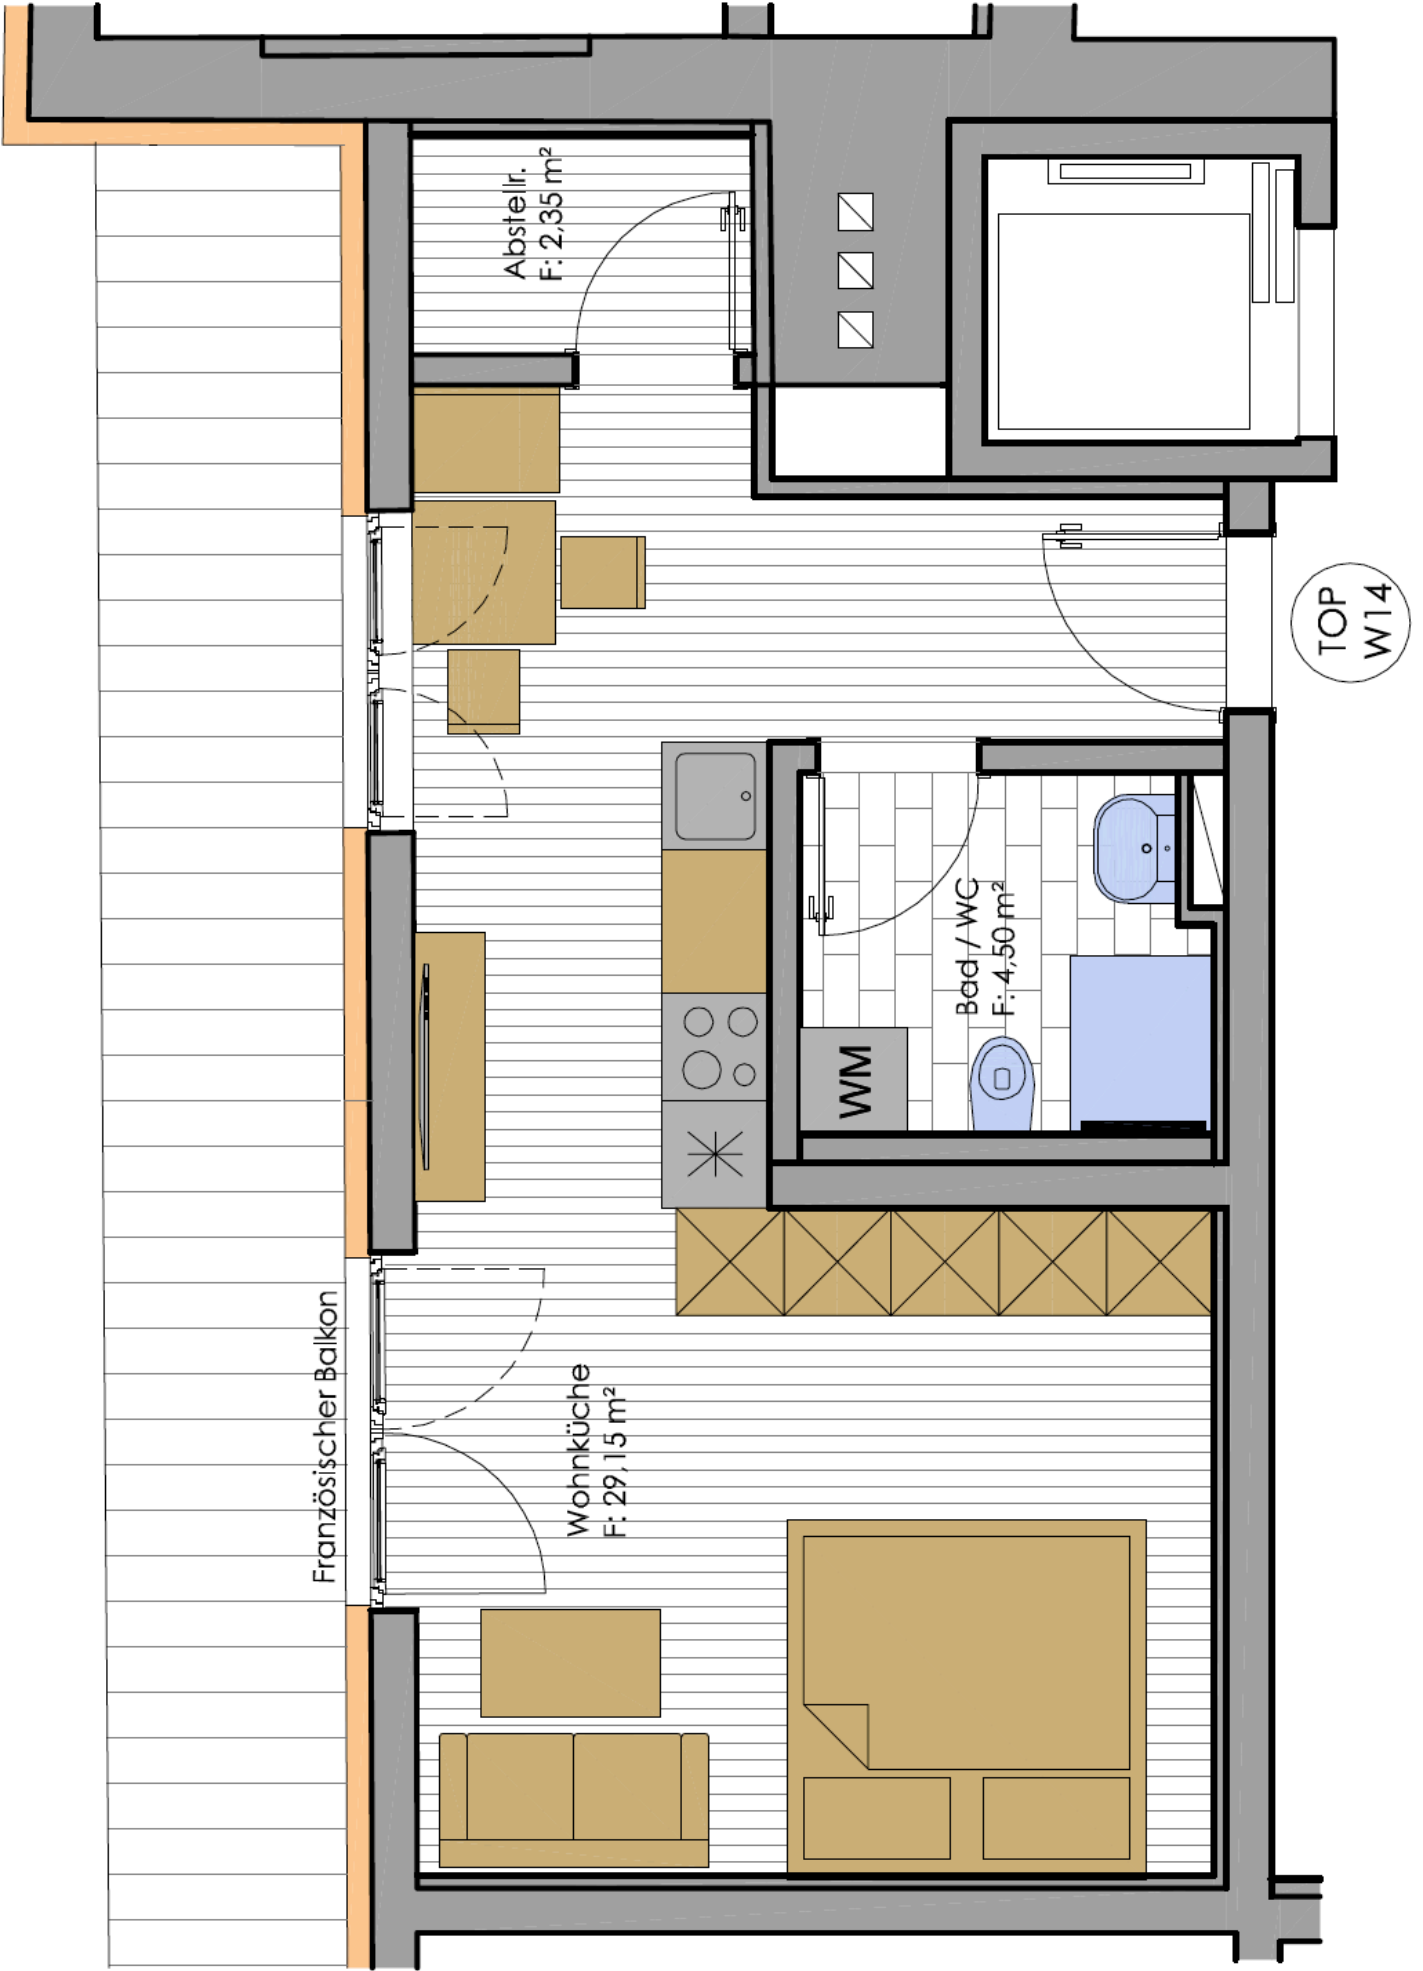 Abstellr.
F: 2,35 m²
TOP
W14
Bad / WC
F: 4,50 m²
WM
Französischer Balkon
Wohnküche
F: 29,15 m²